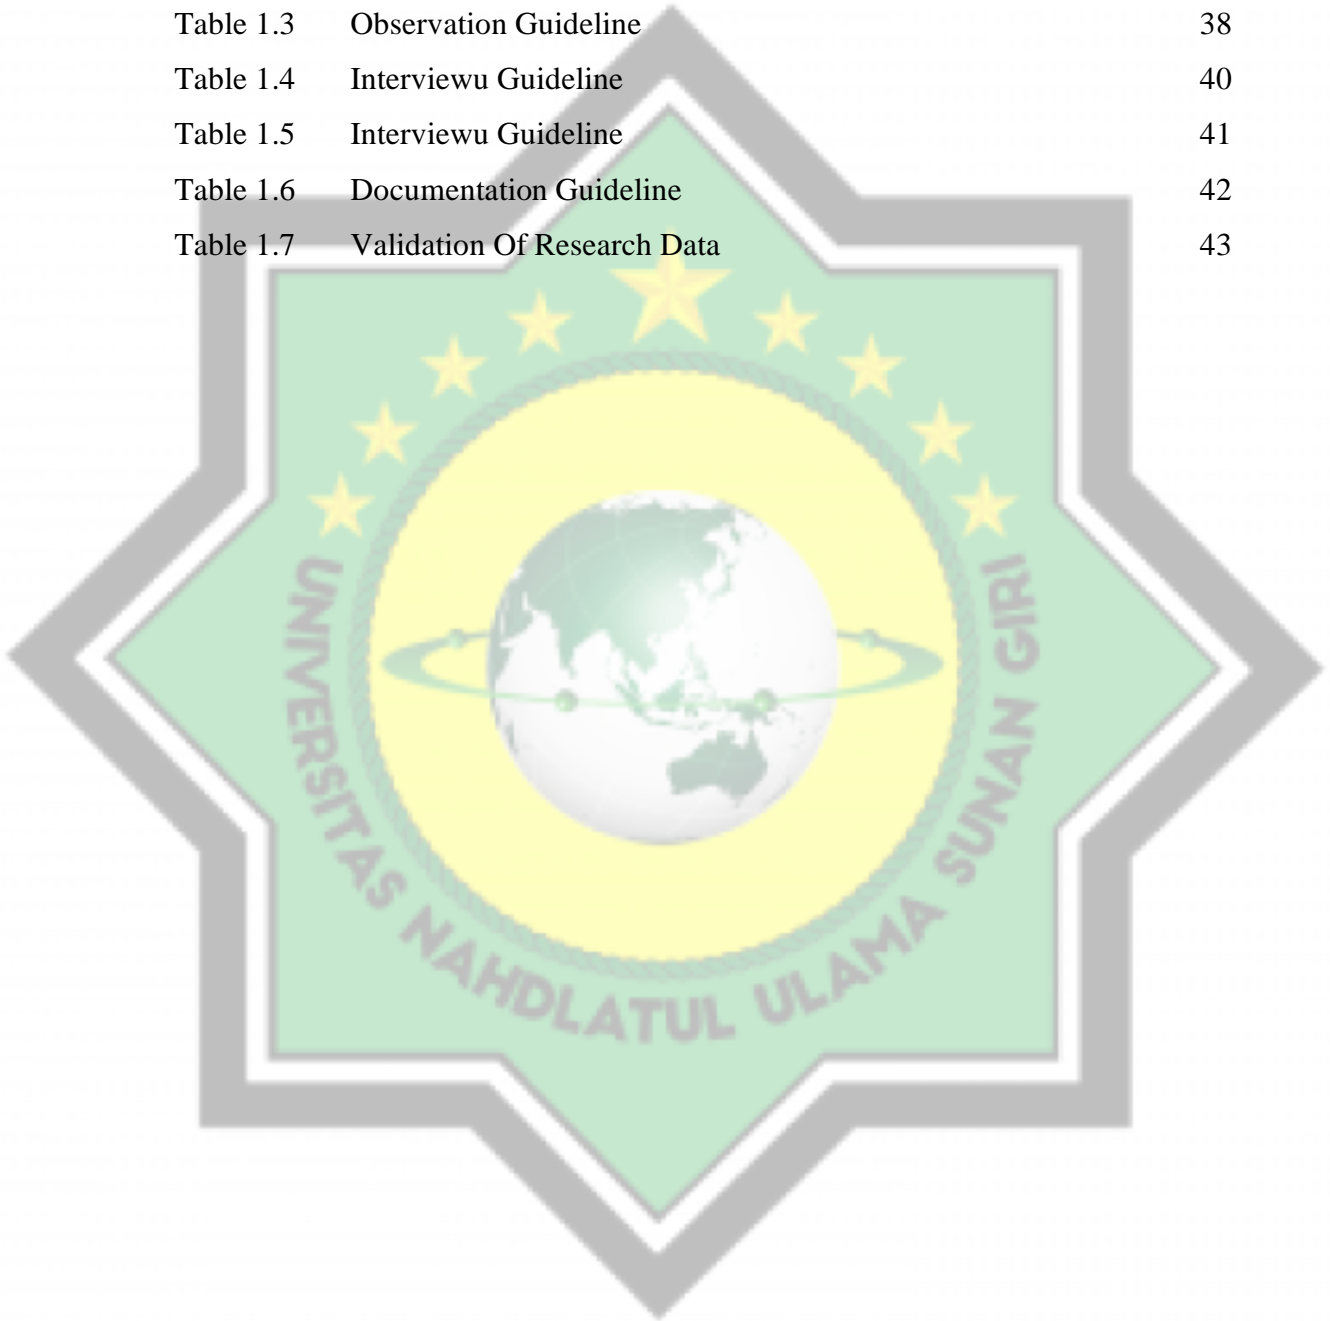 Table 1.3 Observation Guideline 38
Table 1.4 Interviewu Guideline 40
Table 1.5 Interviewu Guideline 41
Table 1.6 Documentation Guideline 42
Table 1.7 Validation Of Research Data 43
UNIVERSITAS NAHDLATUL ULAMA SUNAN GIRI